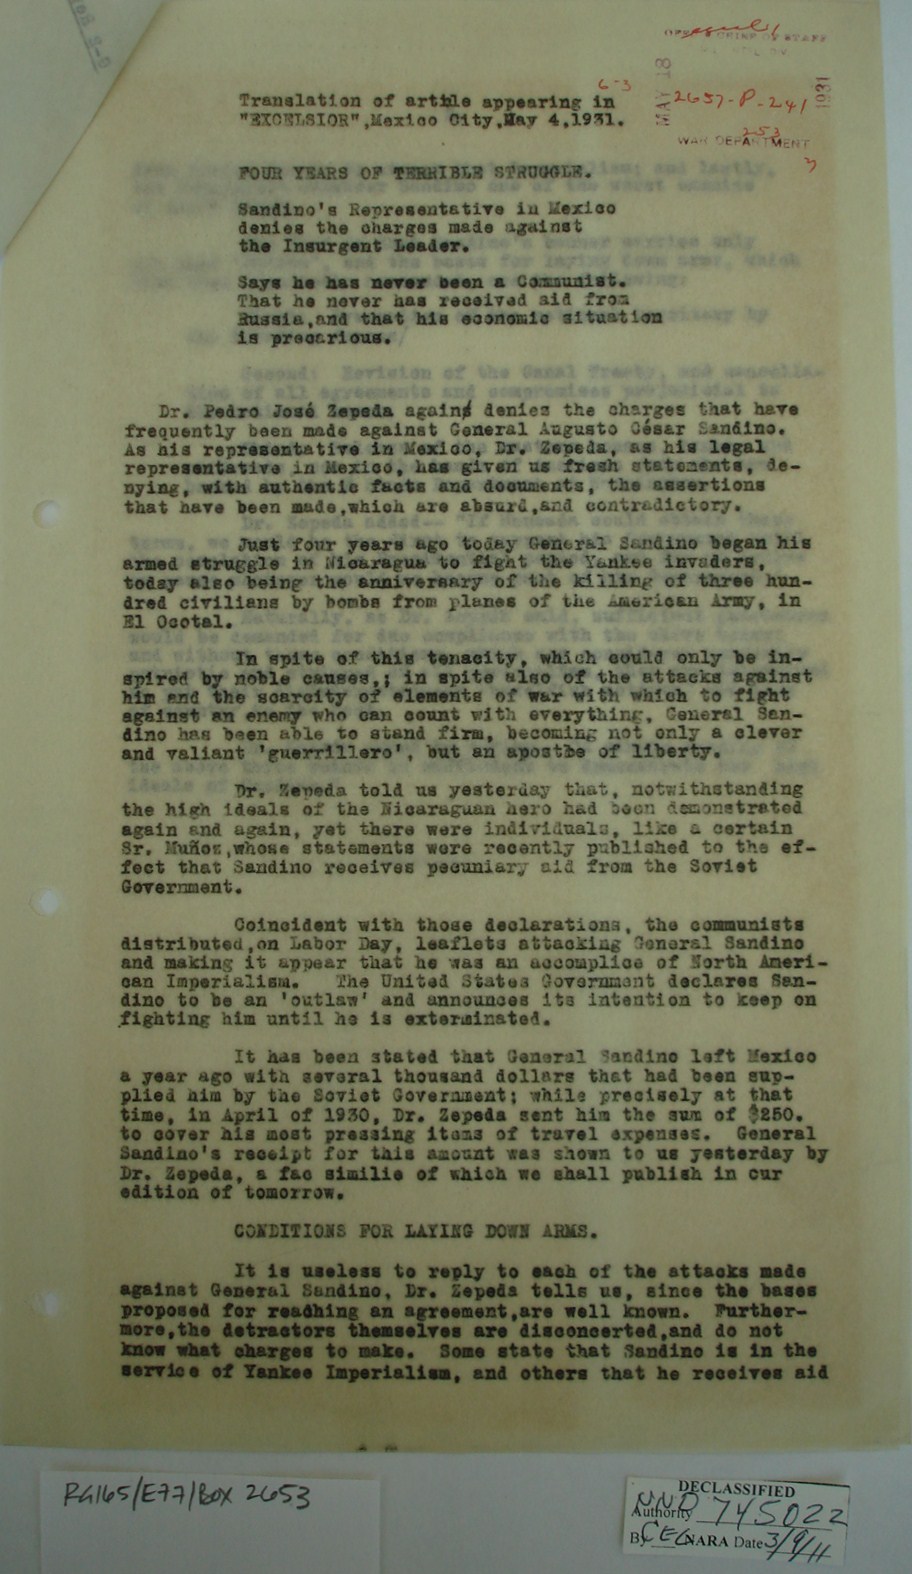 OFFICE CHIEF OF STAFF
MAY 18 1931
6-3
2657-P-241
253
WAR DEPARTMENT
3
Translation of artible appearing in
"EXCELSIOR",Mexico City,May 4,1931.
FOUR YEARS OF TERRIBLE STRUGGLE.
Sandino's Representative in Mexico
denies the charges made against
the Insurgent Leader.
Says he has never been a Communist.
That he never has received aid from
Russia,and that his economic situation
is precarious.
Dr. Pedro José Zepeda again denies the charges that have
frequently been made against General Augusto César Sandino.
As his representative in Mexico, Dr. Zepeda, as his legal
representative in Mexico, has given us fresh statements, de-
nying, with authentic facts and documents, the assertions
that have been made,which are absurd,and contradictory.
Just four years ago today General Sandino began his
armed struggle in Nicaragua to fight the Yankee invaders,
today also being the anniversary of the killing of three hun-
dred civilians by bombs from planes of the American Army, in
El Ocotal.
In spite of this tenacity, which could only be in-
spired by noble causes,; in spite also of the attacks against
him and the scarcity of elements of war with which to fight
against an enemy who can count with everything, General San-
dino has been able to stand firm, becoming not only a clever
and valiant 'guerrillero', but an apostbe of liberty.
Dr. Zepeda told us yesterday that, notwithstanding
the high ideals of the Nicaraguan hero had been demonstrated
again and again, yet there were individuals, like a certain
Sr. Muñoz,whose statements were recently published to the ef-
fect that Sandino receives pecuniary aid from the Soviet
Government.
Coincident with those declarations, the communists
distributed,on Labor Day, leaflets attacking General Sandino
and making it appear that he was an accomplice of North Ameri-
can Imperialism. The United States Government declares San-
dino to be an 'outlaw' and announces its intention to keep on
fighting him until he is exterminated.
It has been stated that General Sandino left Mexico
a year ago with several thousand dollars that had been sup-
plied him by the Soviet Government; while precisely at that
time, in April of 1930, Dr. Zepeda sent him the sum of $250.
to cover his most pressing items of travel expenses. General
Sandino's receipt for this amount was shown to us yesterday by
Dr. Zepeda, a fac similie of which we shall publish in our
edition of tomorrow.
CONDITIONS FOR LAYING DOWN ARMS.
It is useless to reply to each of the attacks made
against General Sandino, Dr. Zepeda tells us, since the bases
proposed for readhing an agreement,are well known. Further-
more,the detractors themselves are disconcerted,and do not
know what charges to make. Some state that Sandino is in the
service of Yankee Imperialism, and others that he receives aid
RG165/E77/Box 2653
DECLASSIFIED
Authority NND 745022
By CEG NARA Date 3/9/11